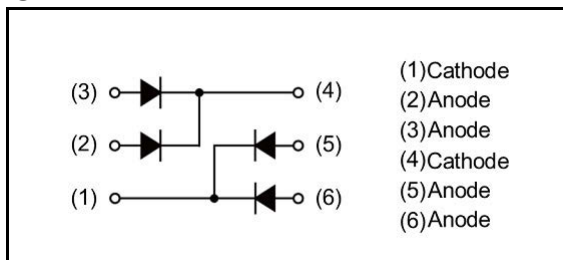 (3) (4) (1)Cathode
(2) (5) (2)Anode
(1) (6) (3)Anode
(4)Cathode
(5)Anode
(6)Anode